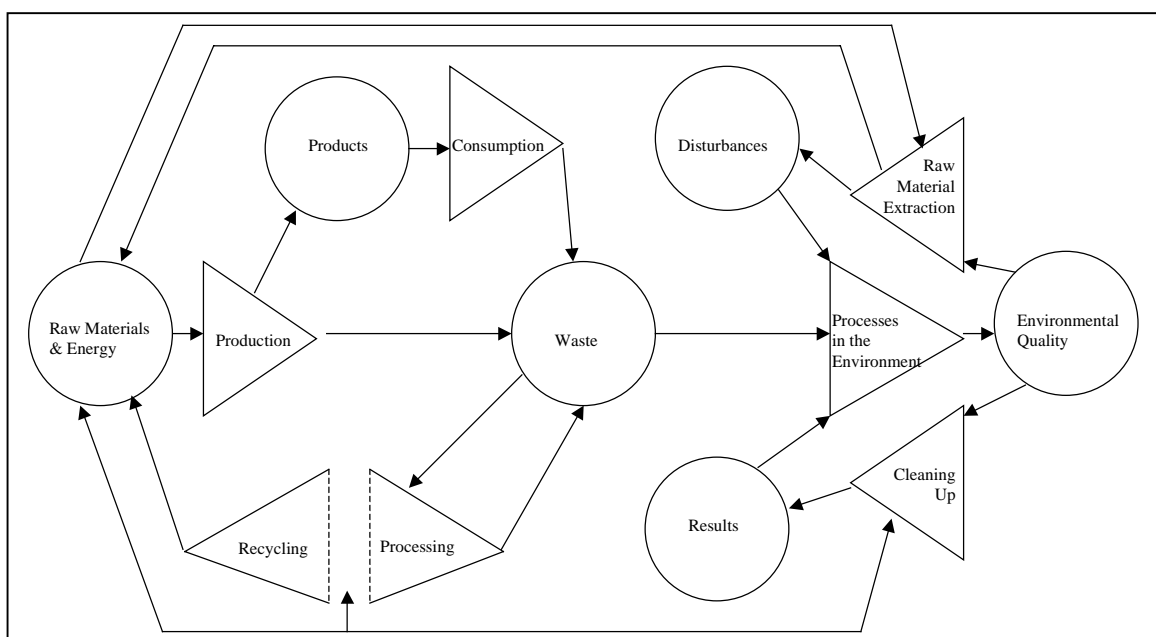 Products
Consumption
Disturbances
Raw
Material
Extraction
Raw Materials
& Energy
Production
Waste
Processes
in the
Environment
Environmental
Quality
Recycling
Processing
Results
Cleaning
Up